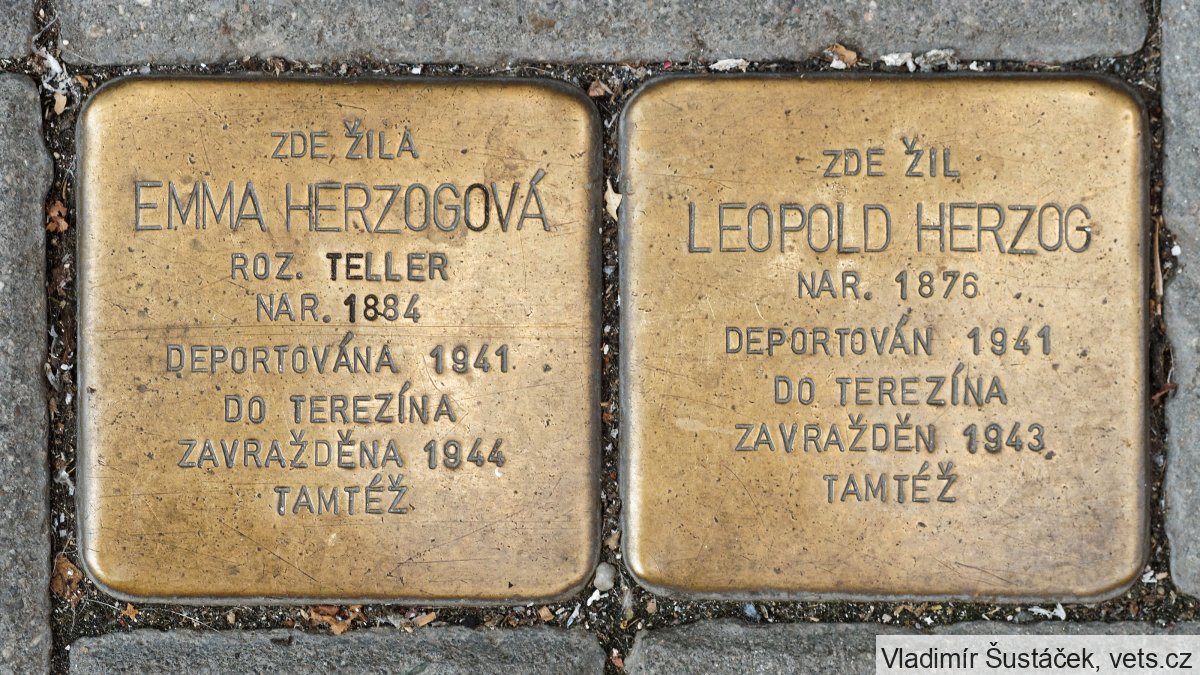 ZDE ŽILA
EMMA HERZOGOVÁ
ROZ. TELLER
NAR. 1884
DEPORTOVÁNA 1941
DO TEREZÍNA
ZAVRAŽDĚNA 1944
TAMTÉŽ
ZDE ŽIL
LEOPOLD HERZOG
NAR. 1876
DEPORTOVÁN 1941
DO TEREZÍNA
ZAVRAŽDĚN 1943
TAMTÉŽ
Vladimír Šustáček, vets.cz